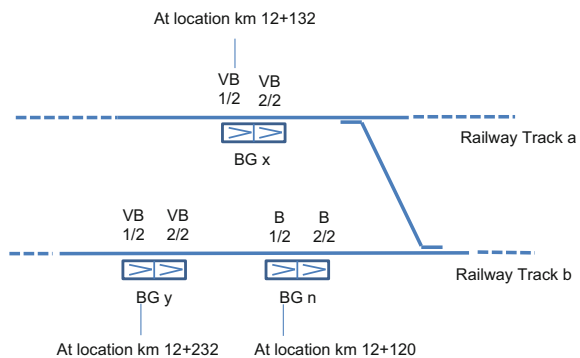 At location km 12+132
VB VB
1/2 2/2
Railway Track a
BG x
VB VB B B
1/2 2/2 1/2 2/2
Railway Track b
BG y BG n
At location km 12+232 At location km 12+120